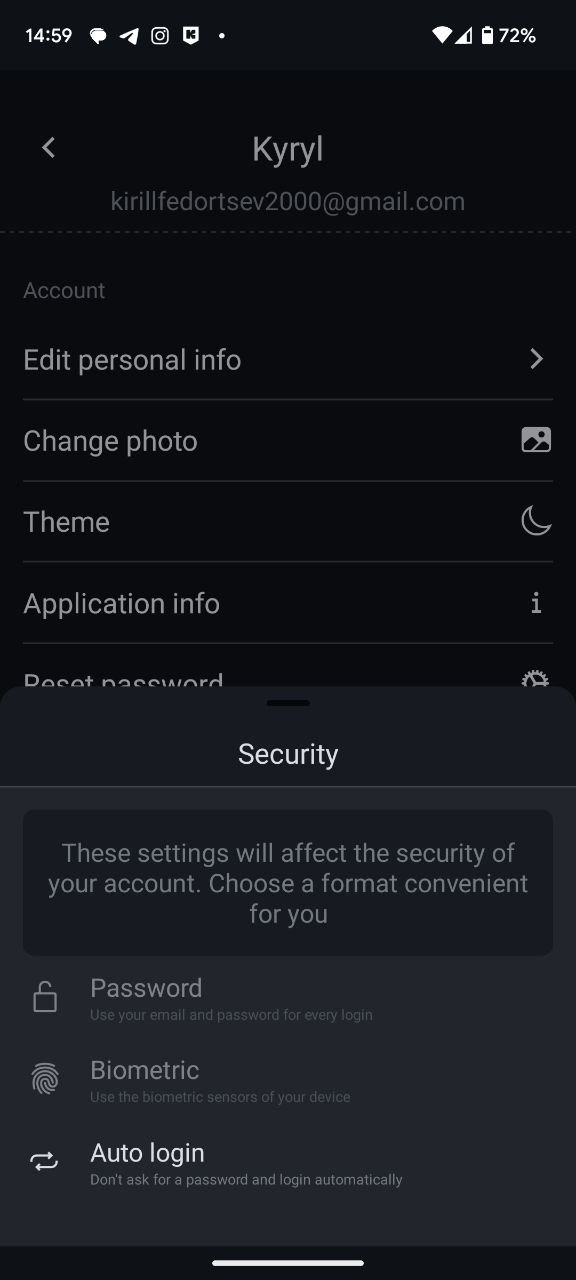 14:59
72%
Kyryl
kirillfedortsev2000@gmail.com
Account
Edit personal info
Change photo
Theme
Application info
i
Reset password
Security
These settings will affect the security of
your account. Choose a format convenient
for you
Password
Use your email and password for every login
Biometric
Use the biometric sensors of your device
Auto login
Don't ask for a password and login automatically